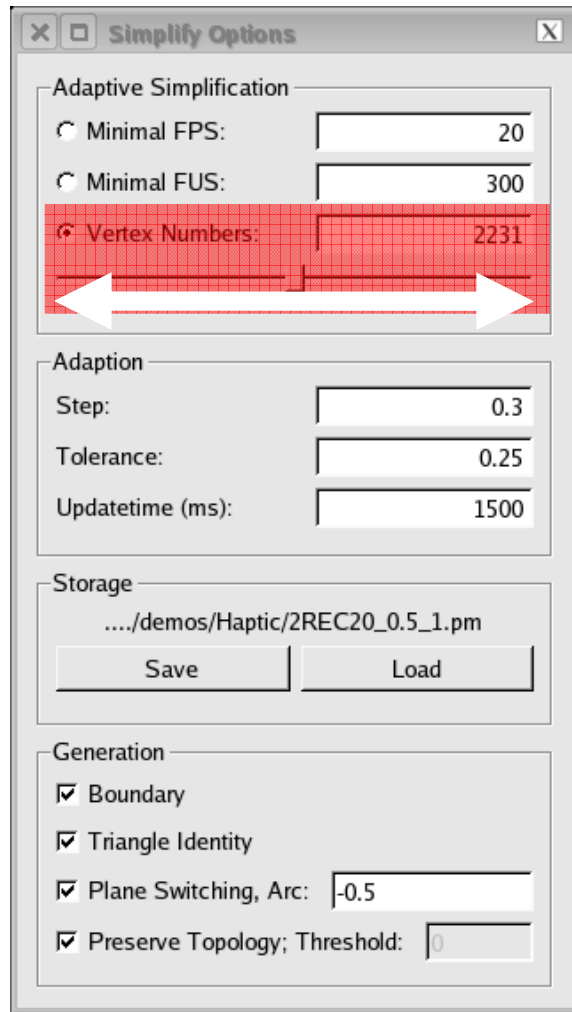 Simplify Options
Adaptive Simplification
Minimal FPS: 20
Minimal FUS: 300
Vertex Numbers: 2231
Adaption
Step: 0.3
Tolerance: 0.25
Updatetime (ms): 1500
Storage
..../demos/Haptic/2REC20_0.5_1.pm
Save Load
Generation
Boundary
Triangle Identity
Plane Switching, Arc: -0.5
Preserve Topology; Threshold: 0